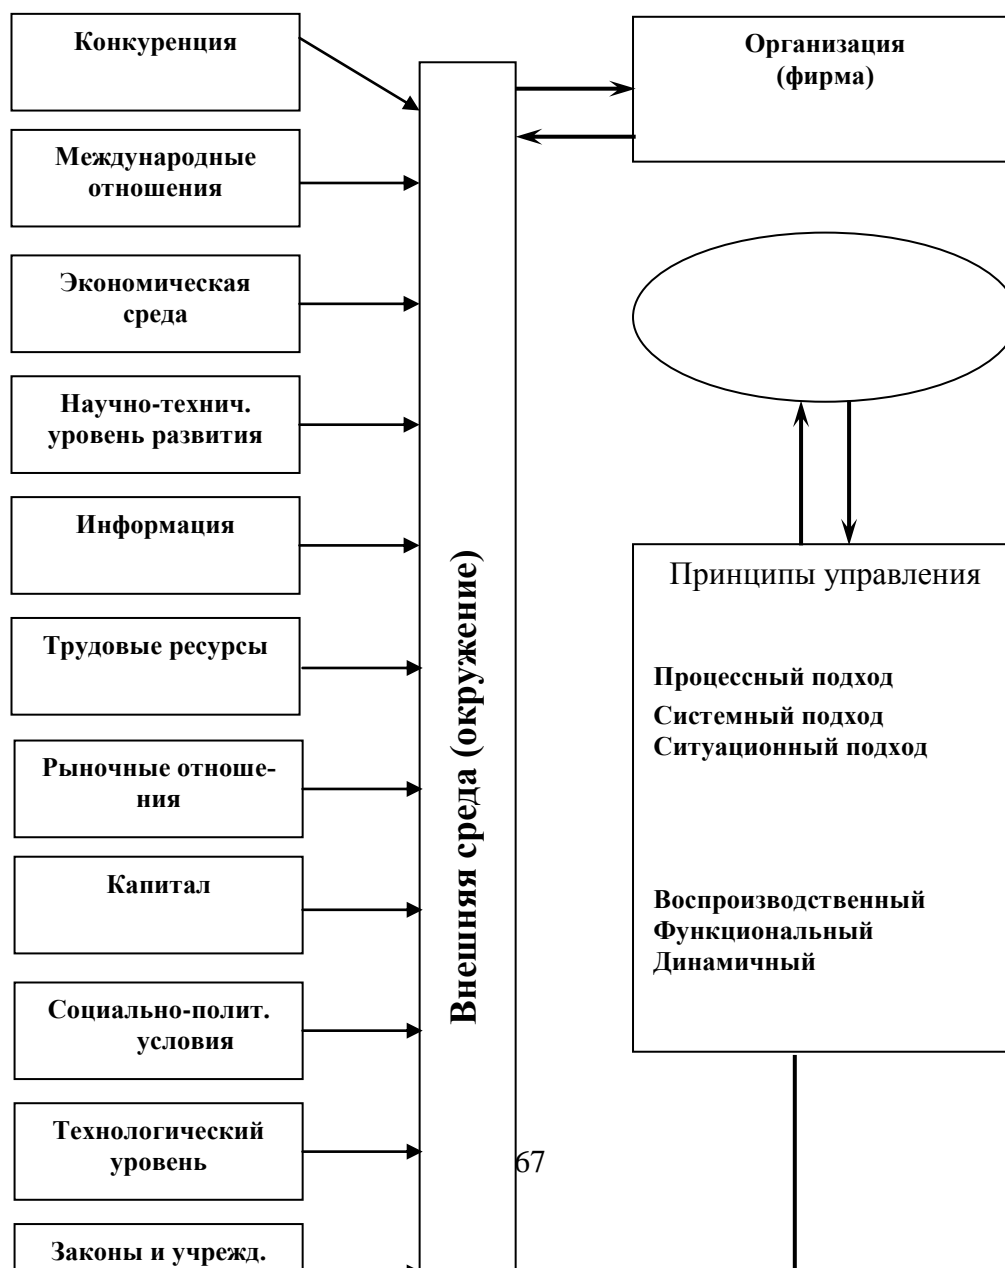 Конкуренция
Международные
отношения
Экономическая
среда
Научно-технич.
уровень развития
Информация
Трудовые ресурсы
Рыночные отноше-
ния
Капитал
Социально-полит.
условия
Технологический
уровень
Законы и учрежд.
Внешняя среда (окружение)
Организация
(фирма)
Принципы управления
Процессный подход
Системный подход
Ситуационный подход
Воспроизводственный
Функциональный
Динамичный
67